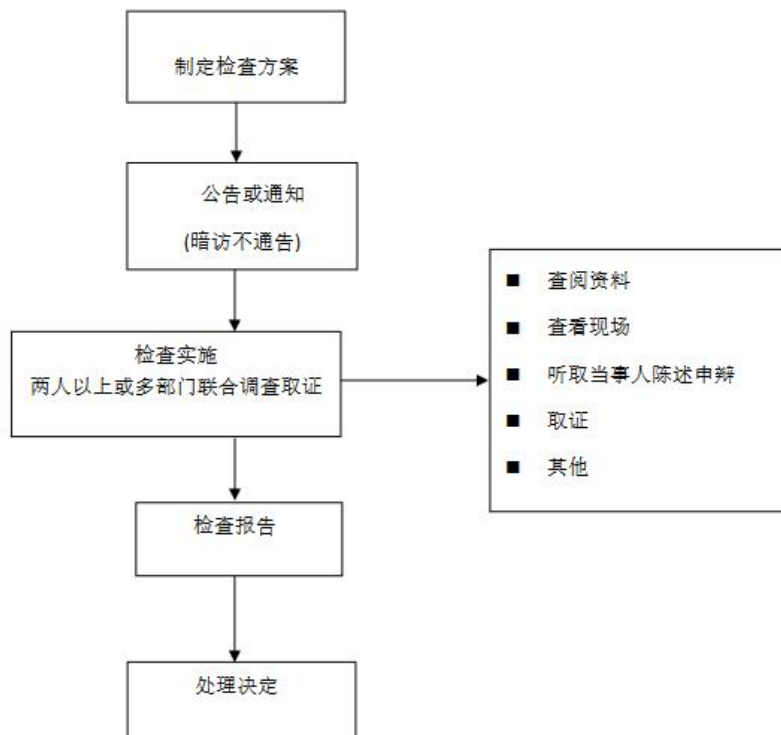 制定检查方案
公告或通知
(暗访不通告)
检查实施
两人以上或多部门联合调查取证
■ 查阅资料
■ 查看现场
■ 听取当事人陈述申辩
■ 取证
■ 其他
检查报告
处理决定